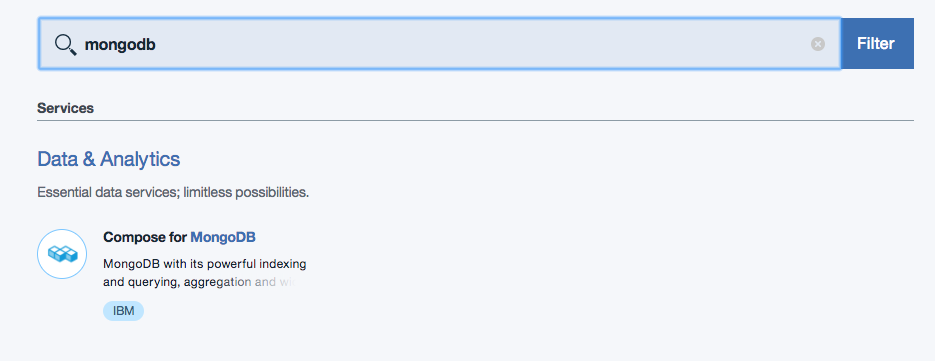 mongodb
Filter
Services
Data & Analytics
Essential data services; limitless possibilities.
Compose for MongoDB
MongoDB with its powerful indexing
and querying, aggregation and
IBM